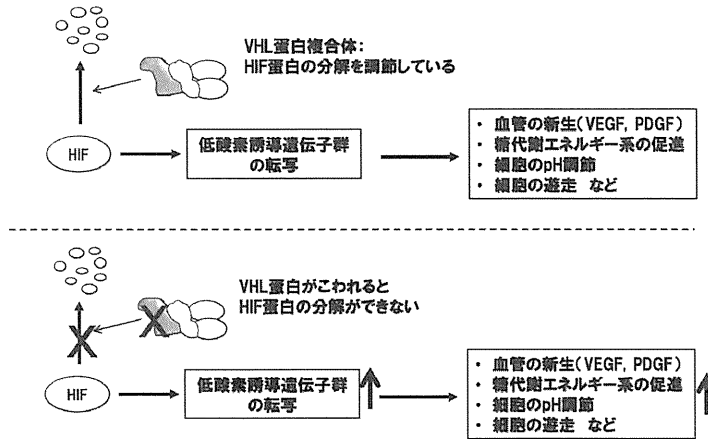 VHL蛋白複合体:
HIF蛋白の分解を調節している
HIF
低酸素誘導遺伝子群
の転写
・ 血管の新生(VEGF, PDGF)
・ 糖代謝エネルギー系の促進
・ 細胞のpH調節
・ 細胞の遊走 など
VHL蛋白がこわれると
HIF蛋白の分解ができない
HIF
低酸素誘導遺伝子群
の転写
・ 血管の新生(VEGF, PDGF)
・ 糖代謝エネルギー系の促進
・ 細胞のpH調節
・ 細胞の遊走 など